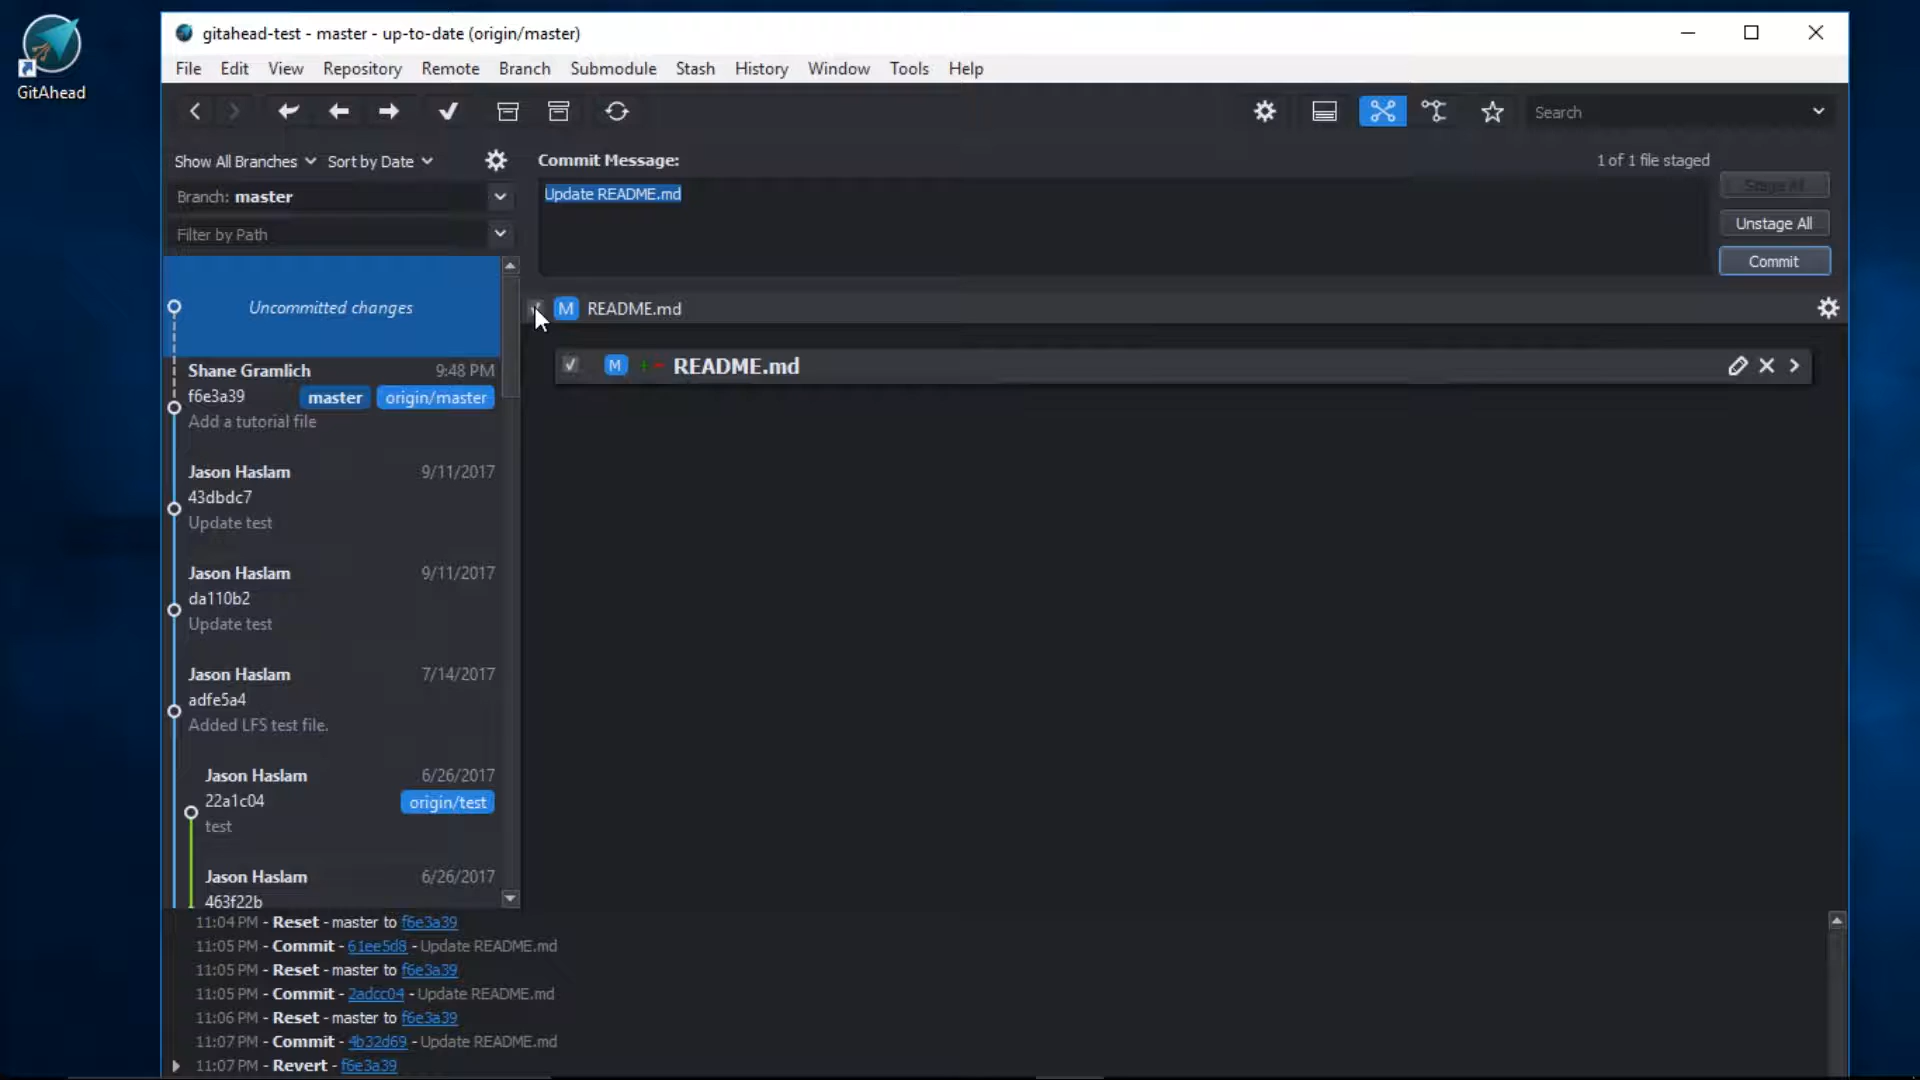 GitAhead
gitahead-test - master - up-to-date (origin/master)
File Edit View Repository Remote Branch Submodule Stash History Window Tools Help
Search
Show All Branches Sort by Date
Commit Message:
1 of 1 file staged
Branch: master
Update README.md
Stage All
Unstage All
Commit
Filter by Path
Uncommitted changes
M README.md
M + - README.md
Shane Gramlich 9:48 PM
f6e3a39 master origin/master
Add a tutorial file
Jason Haslam 9/11/2017
43dbdc7
Update test
Jason Haslam 9/11/2017
da110b2
Update test
Jason Haslam 7/14/2017
adfe5a4
Added LFS test file.
Jason Haslam 6/26/2017
22a1c04 origin/test
test
Jason Haslam 6/26/2017
463f22b
11:04 PM - Reset - master to f6e3a39
11:05 PM - Commit - 61ee5d8 - Update README.md
11:05 PM - Reset - master to f6e3a39
11:05 PM - Commit - 2adcc04 - Update README.md
11:06 PM - Reset - master to f6e3a39
11:07 PM - Commit - 4b32d69 - Update README.md
11:07 PM - Revert - f6e3a39